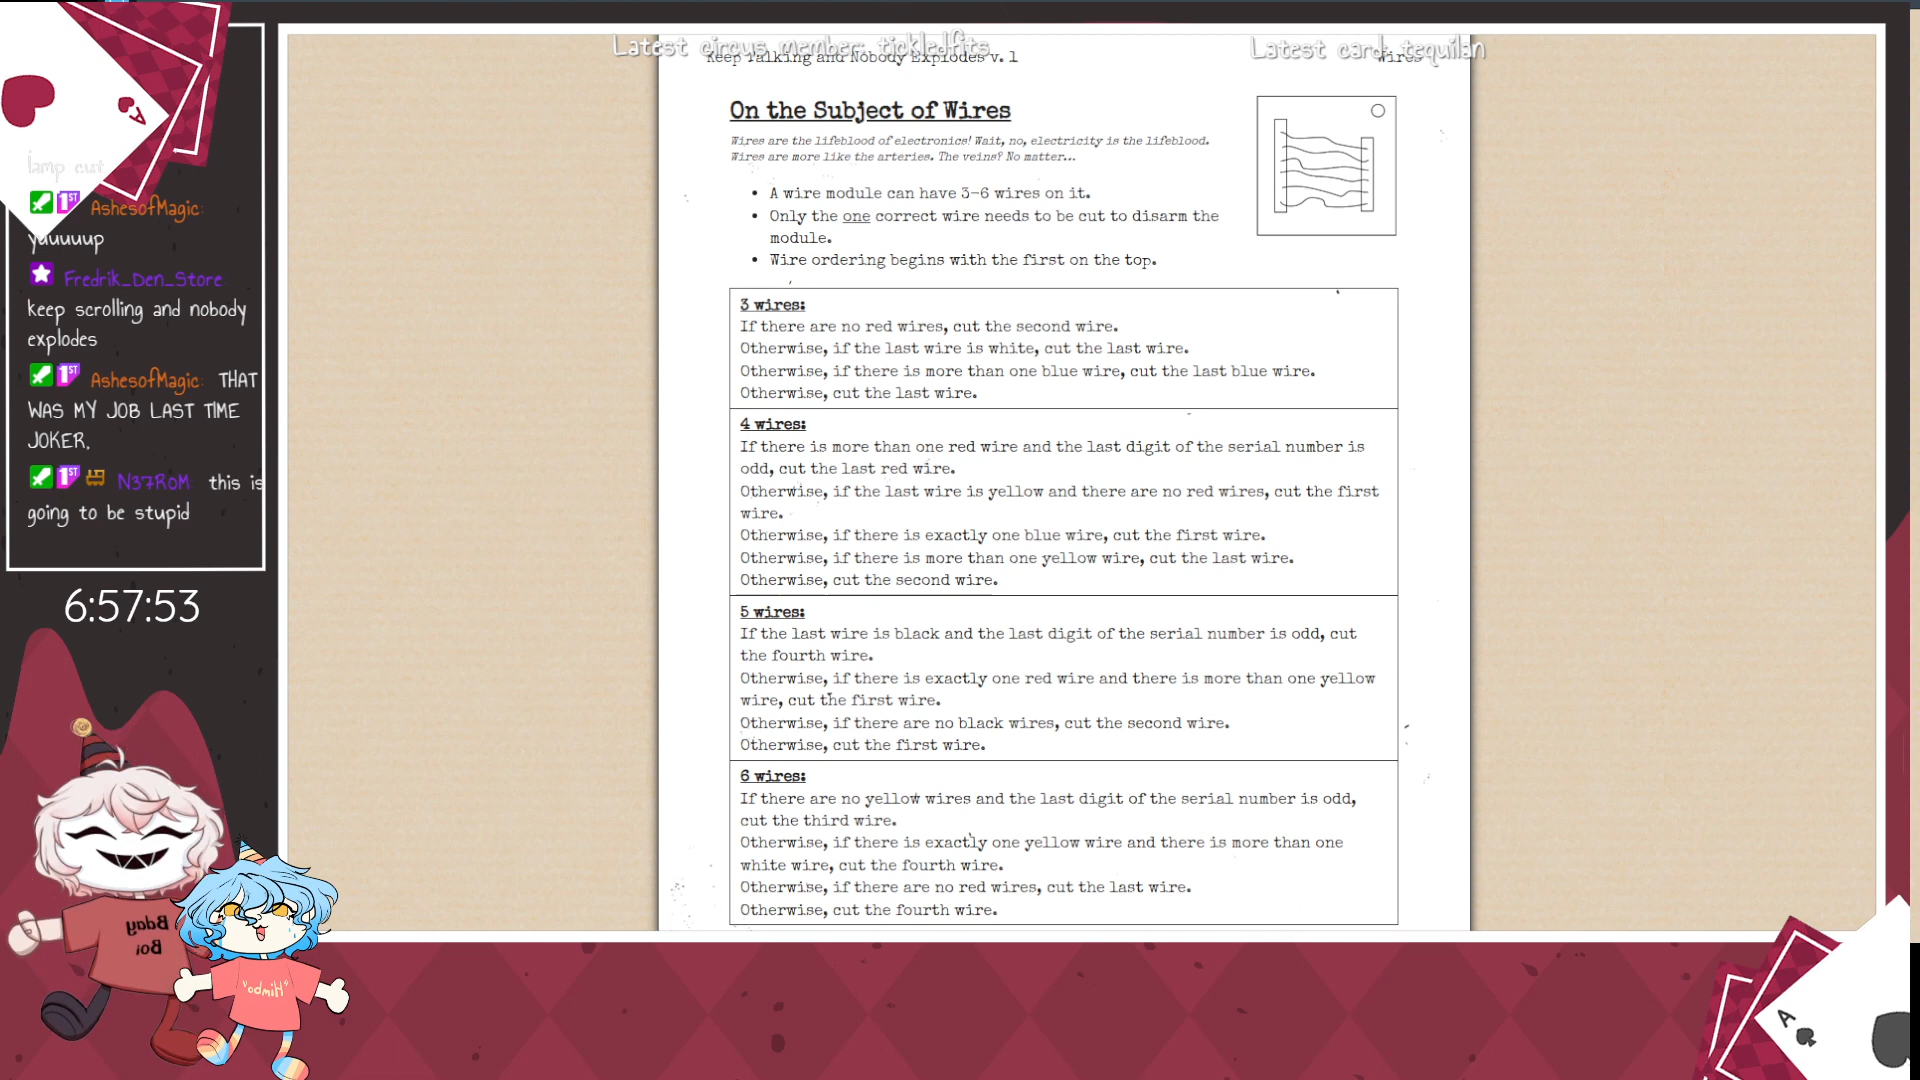 Latest circus member: tickledfits
Latest card: tequilan
Keep Talking and Nobody Explodes v. 1
Wires
On the Subject of Wires
Wires are the lifeblood of electronics! Wait, no, electricity is the lifeblood.
Wires are more like the arteries. The veins? No matter...
• A wire module can have 3-6 wires on it.
• Only the one correct wire needs to be cut to disarm the
module.
• Wire ordering begins with the first on the top.
3 wires:
If there are no red wires, cut the second wire.
Otherwise, if the last wire is white, cut the last wire.
Otherwise, if there is more than one blue wire, cut the last blue wire.
Otherwise, cut the last wire.
4 wires:
If there is more than one red wire and the last digit of the serial number is
odd, cut the last red wire.
Otherwise, if the last wire is yellow and there are no red wires, cut the first
wire.
Otherwise, if there is exactly one blue wire, cut the first wire.
Otherwise, if there is more than one yellow wire, cut the last wire.
Otherwise, cut the second wire.
5 wires:
If the last wire is black and the last digit of the serial number is odd, cut
the fourth wire.
Otherwise, if there is exactly one red wire and there is more than one yellow
wire, cut the first wire.
Otherwise, if there are no black wires, cut the second wire.
Otherwise, cut the first wire.
6 wires:
If there are no yellow wires and the last digit of the serial number is odd,
cut the third wire.
Otherwise, if there is exactly one yellow wire and there is more than one
white wire, cut the fourth wire.
Otherwise, if there are no red wires, cut the last wire.
Otherwise, cut the fourth wire.
A
lamp cut
1ST AshesofMagic:
yuuuuup
Fredrik_Den_Store
keep scrolling and nobody
explodes
1ST AshesofMagic: THAT
WAS MY JOB LAST TIME
JOKER,
1ST N37RoM this is
going to be stupid
6:57:53
Bday
Boi
"Himbo"
A